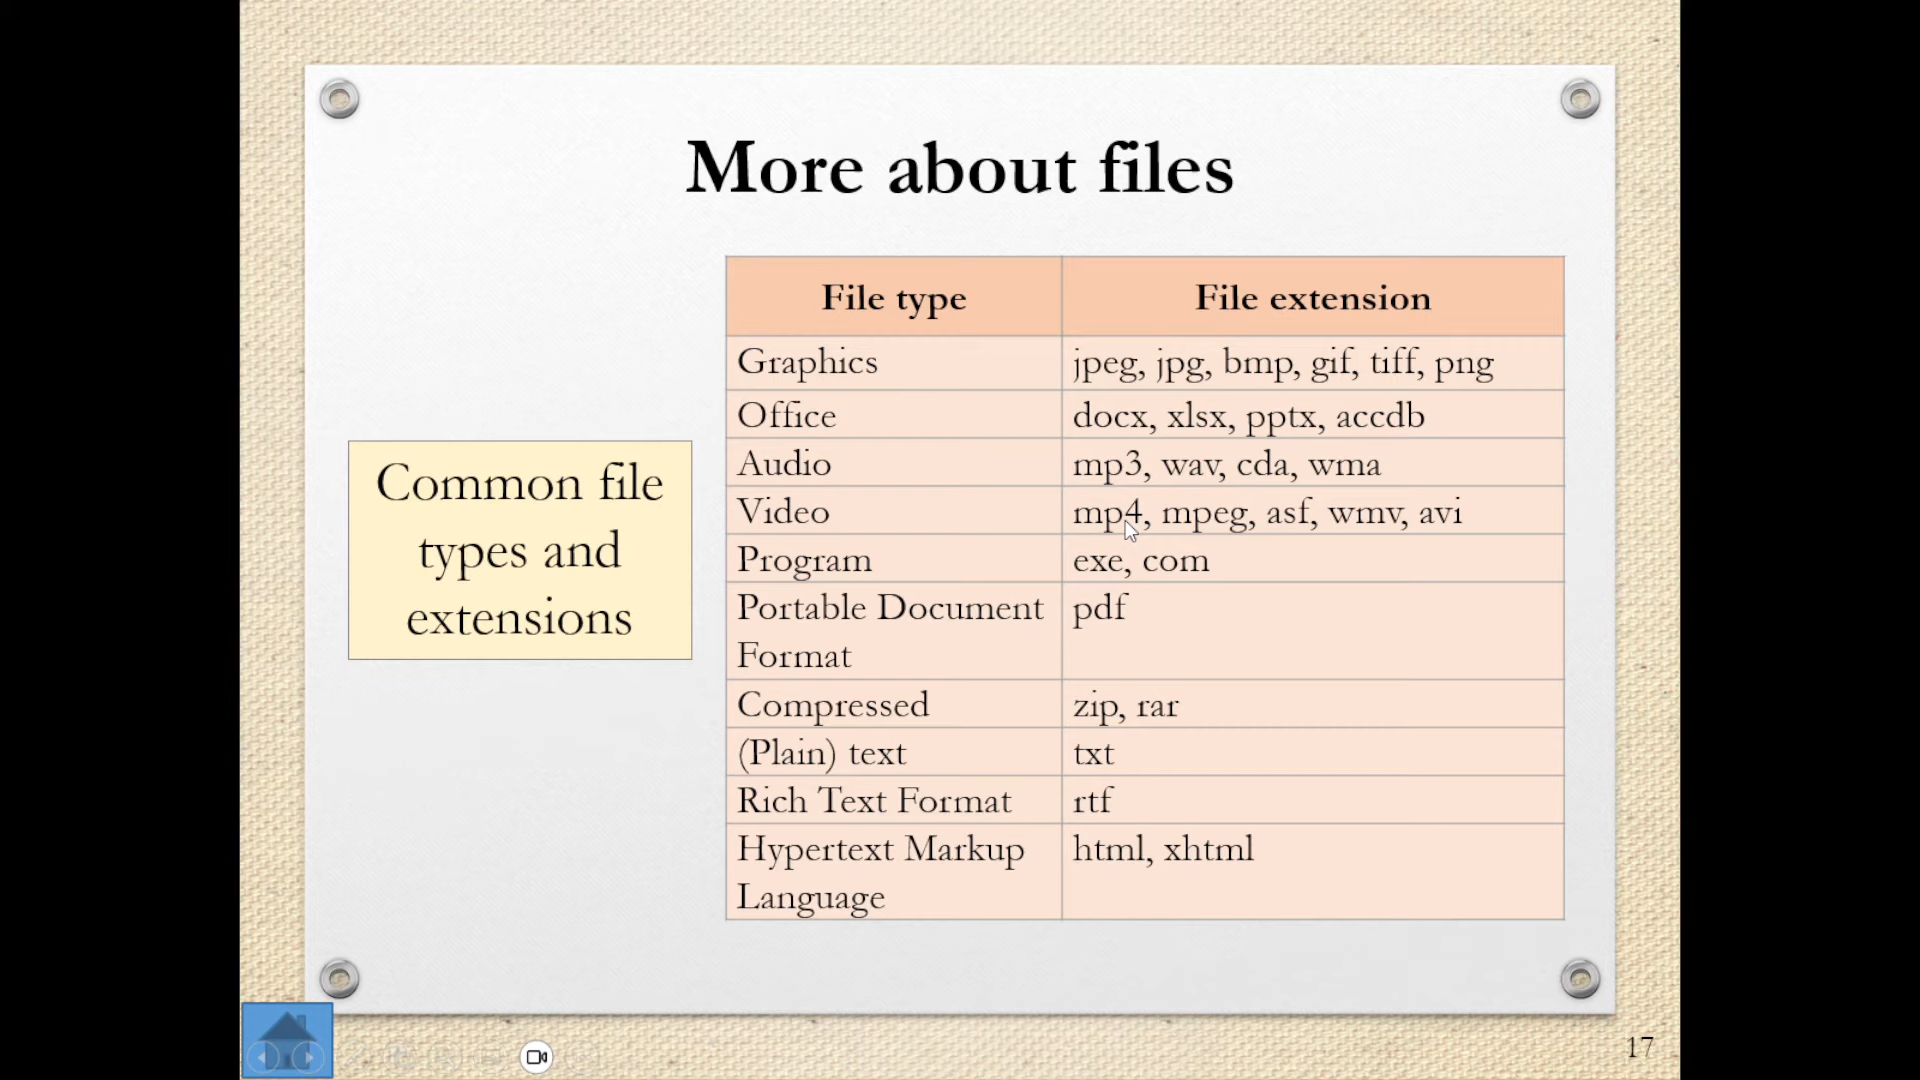 More about files
Common file
types and
extensions
File type File extension
Graphics jpeg, jpg, bmp, gif, tiff, png
Office docx, xlsx, pptx, accdb
Audio mp3, wav, cda, wma
Video mp4, mpeg, asf, wmv, avi
Program exe, com
Portable Document pdf
Format
Compressed zip, rar
(Plain) text txt
Rich Text Format rtf
Hypertext Markup html, xhtml
Language
17